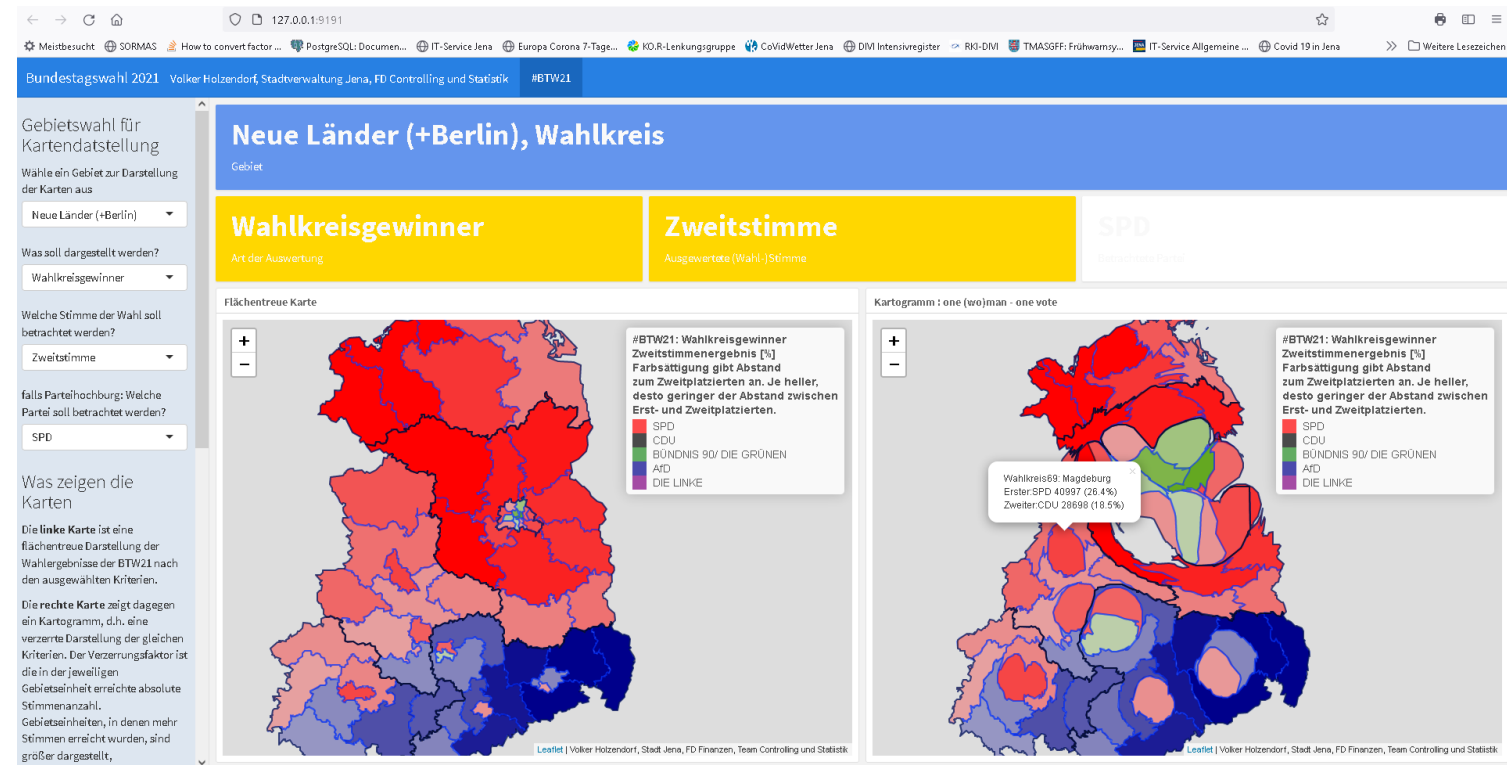 127.0.0.1:9191
Meistbesucht SORMAS How to convert factor ... PostgreSQL: Documen... IT-Service Jena Europa Corona 7-Tage... KO.R-Lenkungsgruppe CoVidWetter Jena DIVI Intensivregister RKI-DIVI TMASGFF: Frühwarnsy... IT-Service Allgemeine ... Covid 19 in Jena Weitere Lesezeichen
Bundestagswahl 2021 Volker Holzendorf, Stadtverwaltung Jena, FD Controlling und Statistik #BTW21
Gebietswahl für
Kartendatstellung
Wähle ein Gebiet zur Darstellung
der Karten aus
Neue Länder (+Berlin)
Was soll dargestellt werden?
Wahlkreisgewinner
Welche Stimme der Wahl soll
betrachtet werden?
Zweitstimme
falls Parteihochburg: Welche
Partei soll betrachtet werden?
SPD
Was zeigen die
Karten
Die linke Karte ist eine
flächentreue Darstellung der
Wahlergebnisse der BTW21 nach
den ausgewählten Kriterien.
Die rechte Karte zeigt dagegen
ein Kartogramm, d.h. eine
verzerrte Darstellung der gleichen
Kriterien. Der Verzerrungsfaktor ist
die in der jeweiligen
Gebietseinheit erreichte absolute
Stimmenanzahl.
Gebietseinheiten, in denen mehr
Stimmen erreicht wurden, sind
größer dargestellt,
Neue Länder (+Berlin), Wahlkreis
Gebiet
Wahlkreisgewinner
Art der Auswertung
Zweitstimme
Ausgewertete (Wahl-)Stimme
SPD
Flächentreue Karte
+
−
#BTW21: Wahlkreisgewinner
Zweitstimmenergebnis [%]
Farbsättigung gibt Abstand
zum Zweitplatzierten an. Je heller,
desto geringer der Abstand zwischen
Erst- und Zweitplatzierten.
SPD
CDU
BÜNDNIS 90/ DIE GRÜNEN
AfD
DIE LINKE
Leaflet | Volker Holzendorf, Stadt Jena, FD Finanzen, Team Controlling und Statiistik
Kartogramm : one (wo)man - one vote
+
−
#BTW21: Wahlkreisgewinner
Zweitstimmenergebnis [%]
Farbsättigung gibt Abstand
zum Zweitplatzierten an. Je heller,
desto geringer der Abstand zwischen
Erst- und Zweitplatzierten.
SPD
CDU
BÜNDNIS 90/ DIE GRÜNEN
AfD
DIE LINKE
Wahlkreis69: Magdeburg
Erster:SPD 40997 (26.4%)
Zweiter:CDU 28698 (18.5%)
×
Leaflet | Volker Holzendorf, Stadt Jena, FD Finanzen, Team Controlling und Statiistik